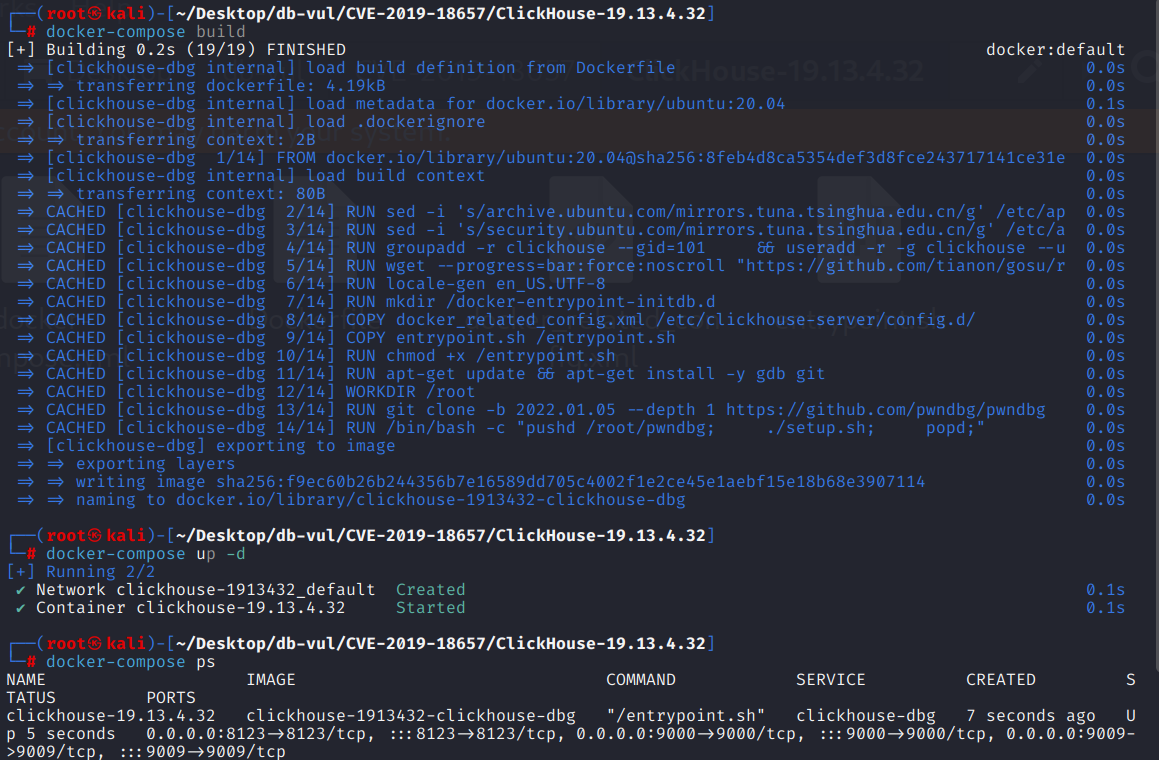 ┌──(root㉿kali)-[~/Desktop/db-vul/CVE-2019-18657/ClickHouse-19.13.4.32]
└─# docker-compose build
[+] Building 0.2s (19/19) FINISHED docker:default
⇒ [clickhouse-dbg internal] load build definition from Dockerfile 0.0s
⇒ ⇒ transferring dockerfile: 4.19kB 0.0s
⇒ [clickhouse-dbg internal] load metadata for docker.io/library/ubuntu:20.04 0.1s
⇒ [clickhouse-dbg internal] load .dockerignore 0.0s
⇒ ⇒ transferring context: 2B 0.0s
⇒ [clickhouse-dbg  1/14] FROM docker.io/library/ubuntu:20.04@sha256:8feb4d8ca5354def3d8fce243717141ce31e 0.0s
⇒ [clickhouse-dbg internal] load build context 0.0s
⇒ ⇒ transferring context: 80B 0.0s
⇒ CACHED [clickhouse-dbg  2/14] RUN sed -i 's/archive.ubuntu.com/mirrors.tuna.tsinghua.edu.cn/g' /etc/ap 0.0s
⇒ CACHED [clickhouse-dbg  3/14] RUN sed -i 's/security.ubuntu.com/mirrors.tuna.tsinghua.edu.cn/g' /etc/a 0.0s
⇒ CACHED [clickhouse-dbg  4/14] RUN groupadd -r clickhouse --gid=101     && useradd -r -g clickhouse --u 0.0s
⇒ CACHED [clickhouse-dbg  5/14] RUN wget --progress=bar:force:noscroll "https://github.com/tianon/gosu/r 0.0s
⇒ CACHED [clickhouse-dbg  6/14] RUN locale-gen en_US.UTF-8 0.0s
⇒ CACHED [clickhouse-dbg  7/14] RUN mkdir /docker-entrypoint-initdb.d 0.0s
⇒ CACHED [clickhouse-dbg  8/14] COPY docker_related_config.xml /etc/clickhouse-server/config.d/ 0.0s
⇒ CACHED [clickhouse-dbg  9/14] COPY entrypoint.sh /entrypoint.sh 0.0s
⇒ CACHED [clickhouse-dbg 10/14] RUN chmod +x /entrypoint.sh 0.0s
⇒ CACHED [clickhouse-dbg 11/14] RUN apt-get update && apt-get install -y gdb git 0.0s
⇒ CACHED [clickhouse-dbg 12/14] WORKDIR /root 0.0s
⇒ CACHED [clickhouse-dbg 13/14] RUN git clone -b 2022.01.05 --depth 1 https://github.com/pwndbg/pwndbg 0.0s
⇒ CACHED [clickhouse-dbg 14/14] RUN /bin/bash -c "pushd /root/pwndbg;     ./setup.sh;     popd;" 0.0s
⇒ [clickhouse-dbg] exporting to image 0.0s
⇒ ⇒ exporting layers 0.0s
⇒ ⇒ writing image sha256:f9ec60b26b244356b7e16589dd705c4002f1e2ce45e1aebf15e18b68e3907114 0.0s
⇒ ⇒ naming to docker.io/library/clickhouse-1913432-clickhouse-dbg 0.0s
┌──(root㉿kali)-[~/Desktop/db-vul/CVE-2019-18657/ClickHouse-19.13.4.32]
└─# docker-compose up -d
[+] Running 2/2
✔ Network clickhouse-1913432_default  Created 0.1s
✔ Container clickhouse-19.13.4.32     Started 0.1s
┌──(root㉿kali)-[~/Desktop/db-vul/CVE-2019-18657/ClickHouse-19.13.4.32]
└─# docker-compose ps
NAME IMAGE COMMAND SERVICE CREATED S
TATUS PORTS
clickhouse-19.13.4.32 clickhouse-1913432-clickhouse-dbg "/entrypoint.sh" clickhouse-dbg 7 seconds ago U
p 5 seconds 0.0.0.0:8123→8123/tcp, :::8123→8123/tcp, 0.0.0.0:9000→9000/tcp, :::9000→9000/tcp, 0.0.0.0:9009-
>9009/tcp, :::9009→9009/tcp